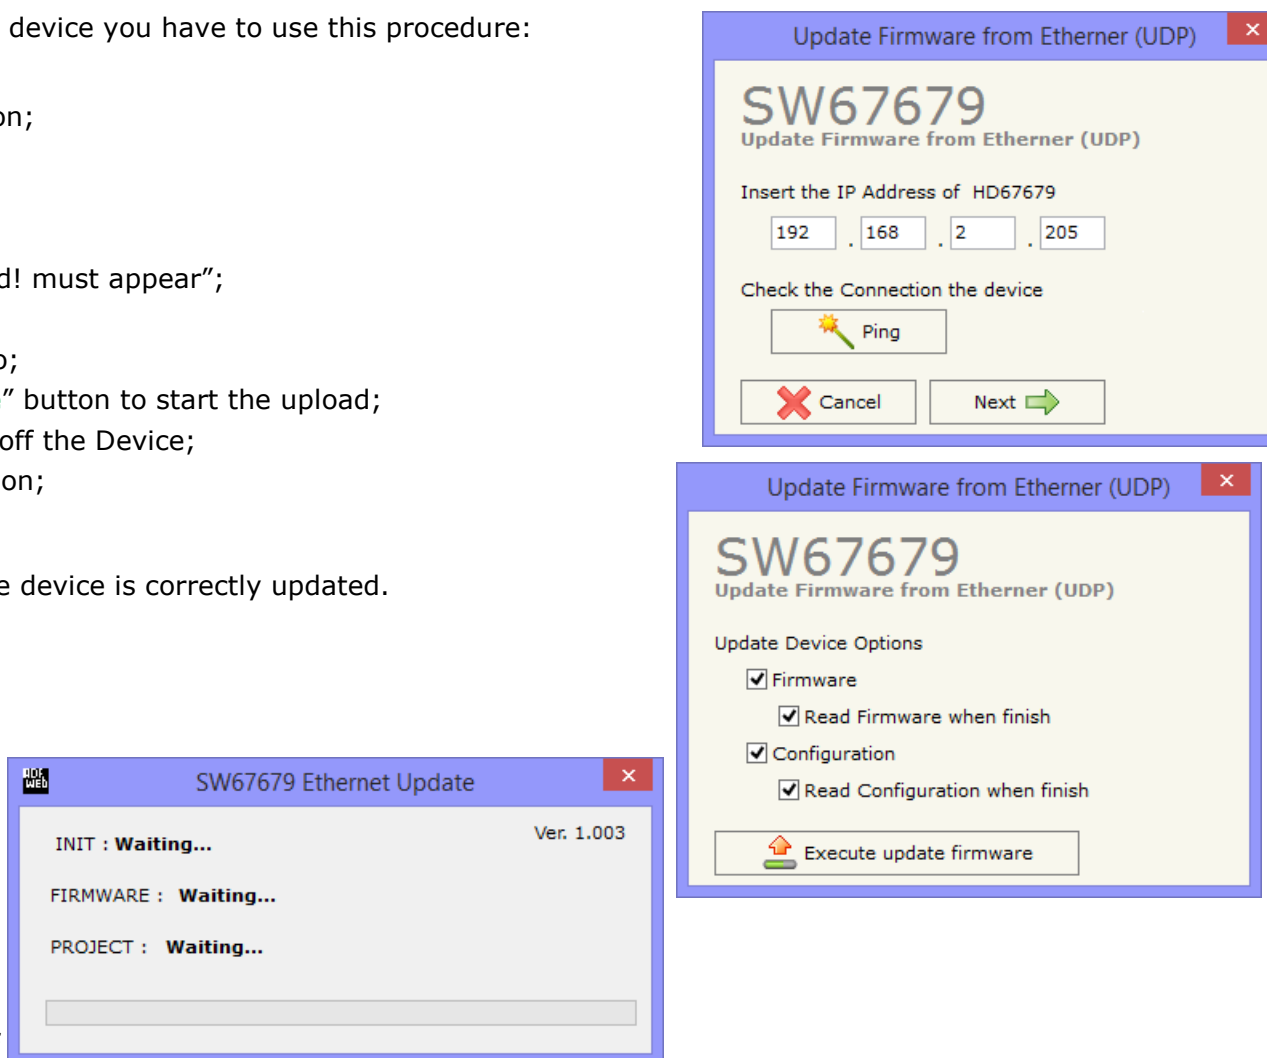 device you have to use this procedure:
on;
d! must appear”;
o;
” button to start the upload;
off the Device;
on;
e device is correctly updated.
Update Firmware from Etherner (UDP)
SW67679
Update Firmware from Etherner (UDP)
Insert the IP Address of HD67679
192 . 168 . 2 . 205
Check the Connection the device
Ping
Cancel
Next
Update Firmware from Etherner (UDP)
SW67679
Update Firmware from Etherner (UDP)
Update Device Options
Firmware
Read Firmware when finish
Configuration
Read Configuration when finish
Execute update firmware
ADF WEB
SW67679 Ethernet Update
INIT : Waiting...
Ver. 1.003
FIRMWARE : Waiting...
PROJECT : Waiting...